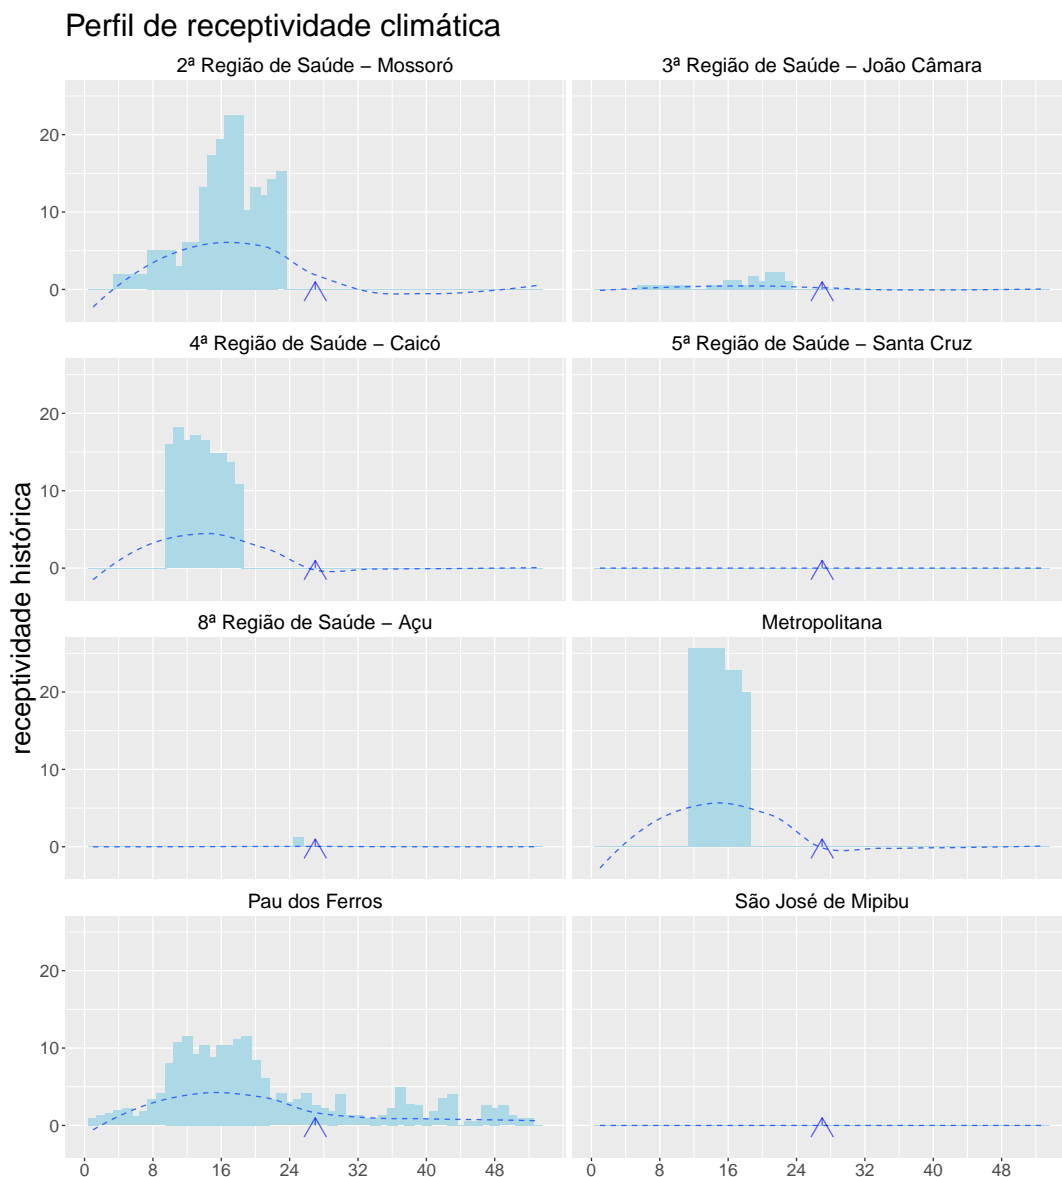 Perfil de receptividade climática
2ª Região de Saúde – Mossoró
3ª Região de Saúde – João Câmara
20
10
0
4ª Região de Saúde – Caicó
5ª Região de Saúde – Santa Cruz
20
10
0
receptividade histórica
8ª Região de Saúde – Açu
Metropolitana
20
10
0
Pau dos Ferros
São José de Mipibu
20
10
0
0 8 16 24 32 40 48
0 8 16 24 32 40 48